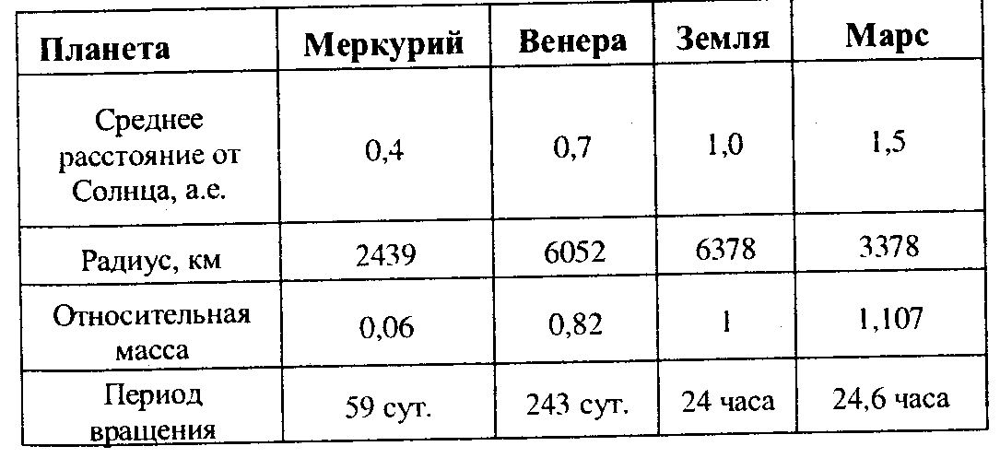 Планета Меркурий Венера Земля Марс
Среднее
расстояние от
Солнца, а.е. 0,4 0,7 1,0 1,5
Радиус, км 2439 6052 6378 3378
Относительная
масса 0,06 0,82 1 1,107
Период
вращения 59 сут. 243 сут. 24 часа 24,6 часа